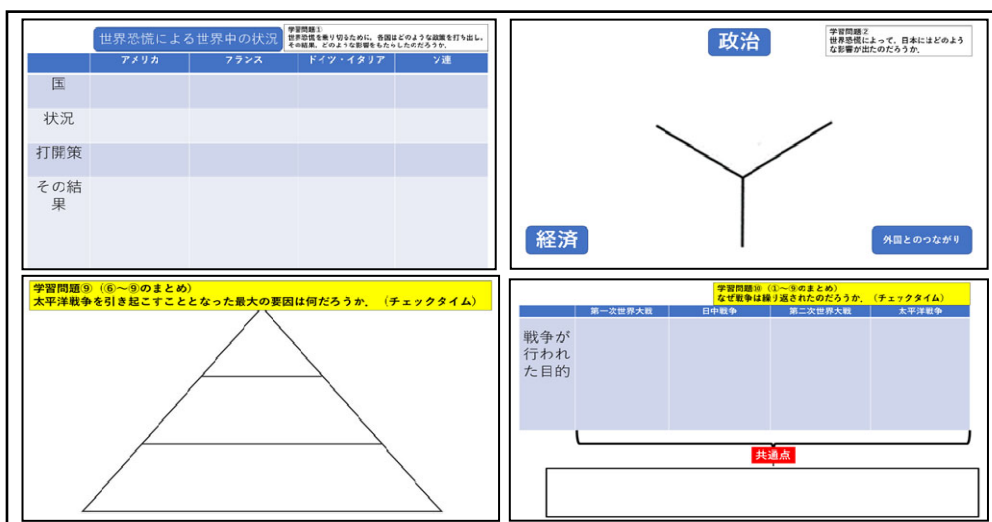 世界恐慌による世界中の状況
学習問題①
世界恐慌を乗り切るために、各国はどのような政策を打ち出し、
その結果、どのような影響をもたらしたのだろうか。
アメリカ フランス ドイツ・イタリア ソ連
国
状況
打開策
その結
果
政治
学習問題②
世界恐慌によって、日本にはどのよう
な影響が出たのだろうか。
経済
外国とのつながり
学習問題⑨（⑥～⑨のまとめ）
太平洋戦争を引き起こすこととなった最大の要因は何だろうか。（チェックタイム）
学習問題⑩（①～⑨のまとめ）
なぜ戦争は繰り返されたのだろうか。（チェックタイム）
第一次世界大戦 日中戦争 第二次世界大戦 太平洋戦争
戦争が
行われ
た目的
共通点